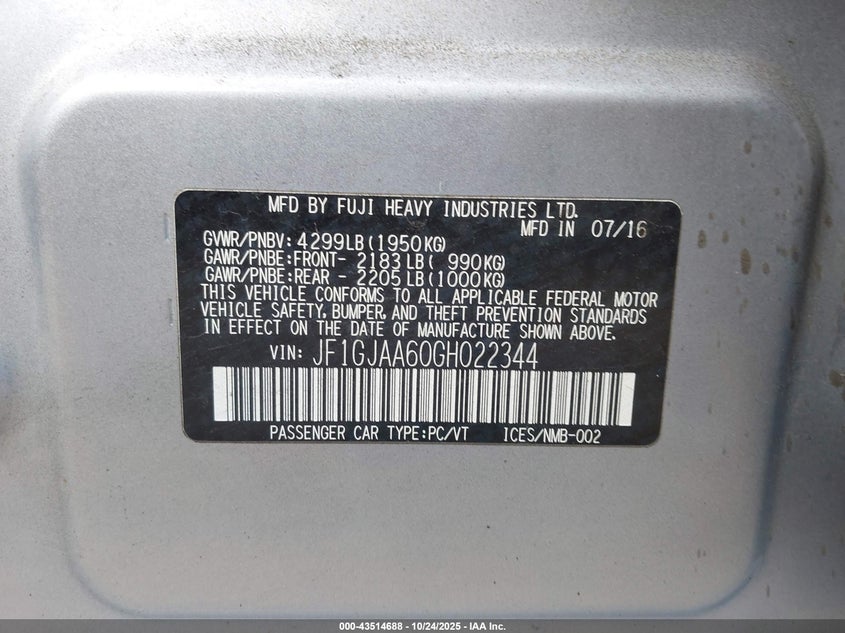 MFD BY FUJI HEAVY INDUSTRIES LTD.
MFD IN 07/16
GVWR/PNBV: 4299LB(1950KG)
GAWR/PNBE:FRONT- 2183LB( 990KG)
GAWR/PNBE:REAR - 2205LB(1000KG)
THIS VEHICLE CONFORMS TO ALL APPLICABLE FEDERAL MOTOR
VEHICLE SAFETY, BUMPER, AND THEFT PREVENTION STANDARDS
IN EFFECT ON THE DATE OF MANUFACTURE SHOWN ABOVE.
VIN: JF1GJAA60GH022344
PASSENGER CAR TYPE:PC/VT ICES/NMB-002
000-43514688 - 10/24/2025 - IAA Inc.